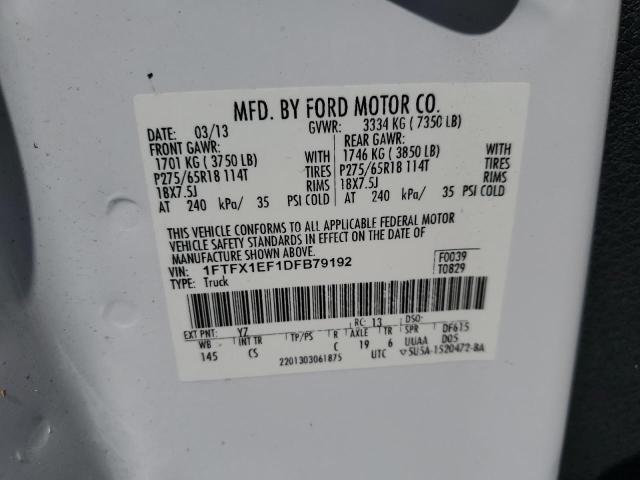 MFD. BY FORD MOTOR CO.
DATE: 03/13 GVWR: 3334 KG ( 7350 LB)
FRONT GAWR: REAR GAWR:
1701 KG ( 3750 LB) WITH 1746 KG ( 3850 LB) WITH
P275/65R18 114T TIRES P275/65R18 114T TIRES
18X7.5J RIMS 18X7.5J RIMS
AT 240 kPa/ 35 PSI COLD AT 240 kPa/ 35 PSI COLD
THIS VEHICLE CONFORMS TO ALL APPLICABLE FEDERAL MOTOR
VEHICLE SAFETY STANDARDS IN EFFECT ON THE DATE OF
MANUFACTURE SHOWN ABOVE.
VIN: 1FTFX1EF1DFB79192 F0039
TYPE: Truck T0829
EXT PNT: YZ RC: 13 DSO:
WB INT TR TP/PS R AXLE TR SPR DF615
145 CS C 19 6 UUAA D05
2201303061875 UTC ▽5U5A-1520472-BA